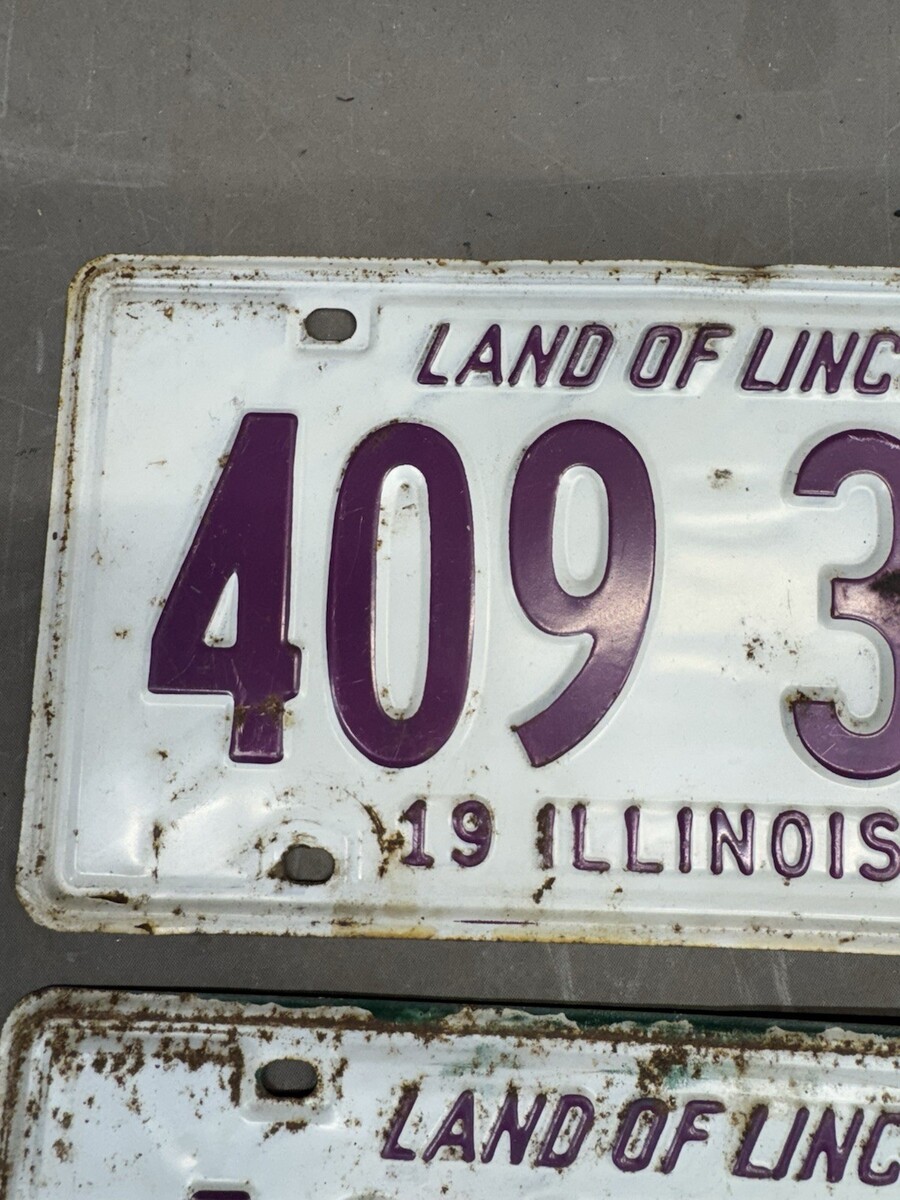 LAND OF LINC
409 3
19 ILLINOIS
LAND OF LINC